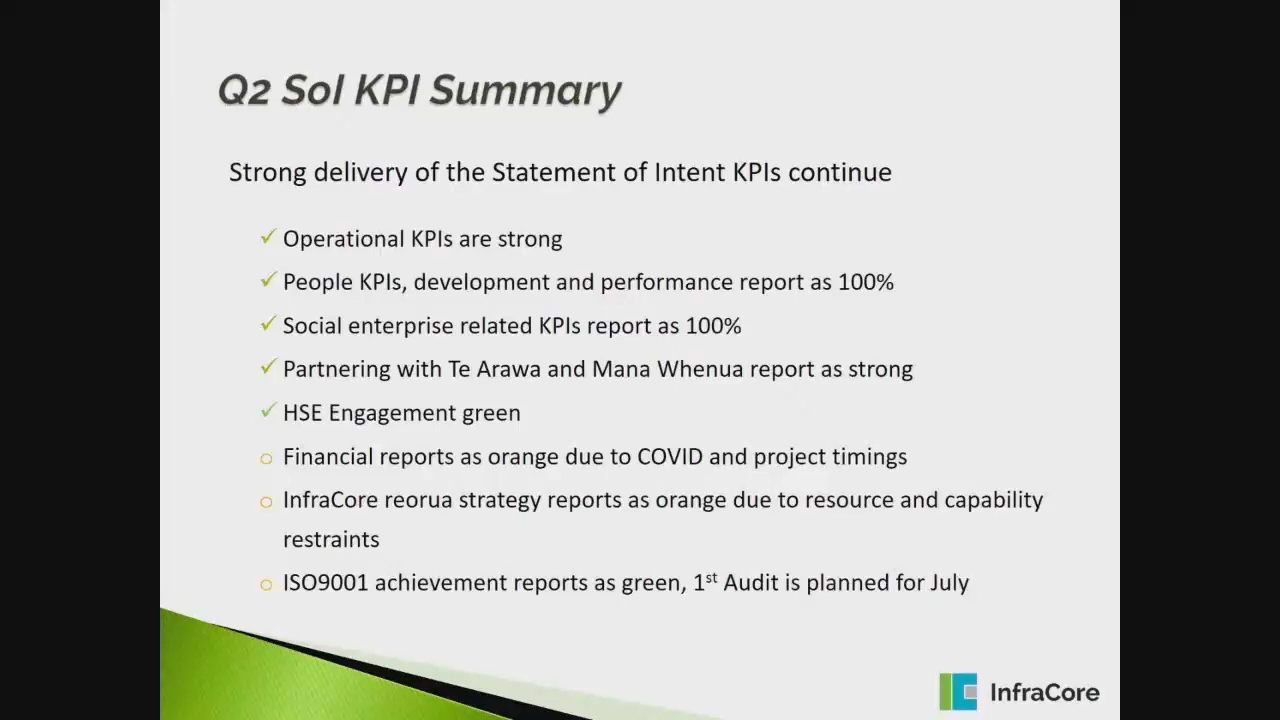 Q2 SoI KPI Summary
Strong delivery of the Statement of Intent KPIs continue
✓ Operational KPIs are strong
✓ People KPIs, development and performance report as 100%
✓ Social enterprise related KPIs report as 100%
✓ Partnering with Te Arawa and Mana Whenua report as strong
✓ HSE Engagement green
o Financial reports as orange due to COVID and project timings
o InfraCore reorua strategy reports as orange due to resource and capability
restraints
o ISO9001 achievement reports as green, 1st Audit is planned for July
InfraCore